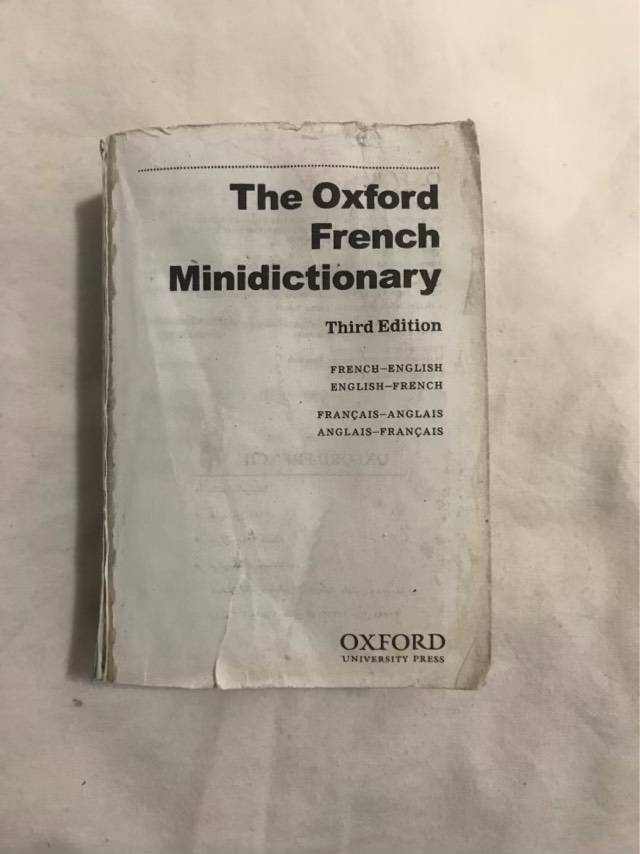 The Oxford
French
Minidictionary
Third Edition
FRENCH–ENGLISH
ENGLISH–FRENCH
FRANÇAIS–ANGLAIS
ANGLAIS–FRANÇAIS
OXFORD
UNIVERSITY PRESS